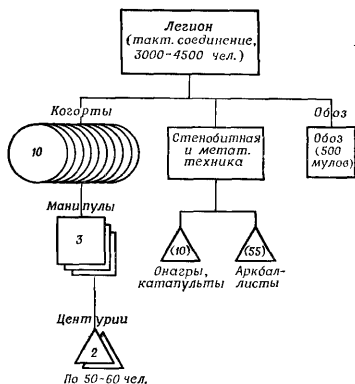 Легион
(такт. соединение,
3000-4500 чел.)
Когорты
10
Стенобитная
и метат.
техника
Обоз
Обоз
(500
мулов)
Манипулы
3
(10)
(55)
Онагры,
катапульты
Аркбал-
листы
Центурии
2
По 50-60 чел.